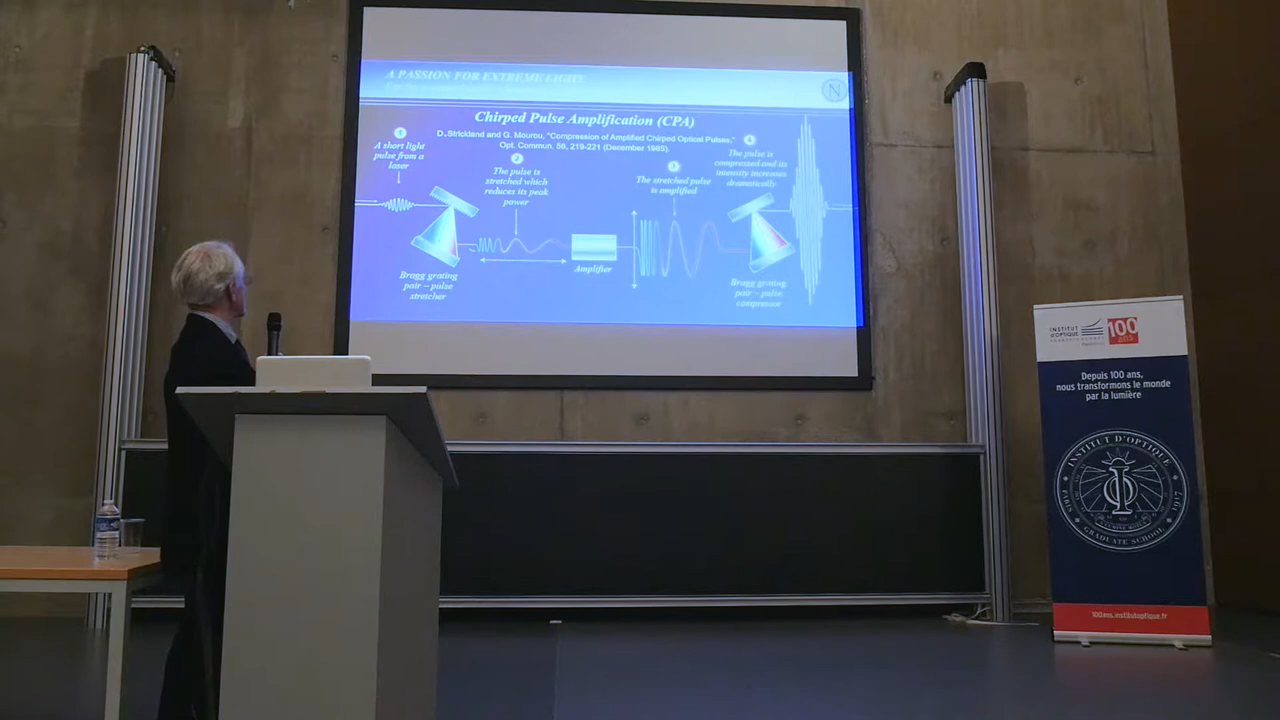 A PASSION FOR EXTREME LIGHT
N
Chirped Pulse Amplification (CPA)
D. Strickland and G. Mourou, "Compression of Amplified Chirped Optical Pulses,"
Opt. Commun. 56, 219-221 (December 1985).
1
A short light
pulse from a
laser
2
The pulse is
stretched which
reduces its peak
power
3
The stretched pulse
is amplified
4
The pulse is
compressed and its
intensity increases
dramatically
Bragg grating
pair – pulse
stretcher
Amplifier
Bragg grating
pair – pulse
compressor
INSTITUT
d'OPTIQUE
100
ans
Depuis 100 ans,
nous transformons le monde
par la lumière
INSTITUT D'OPTIQUE
PARIS
1917
GRADUATE SCHOOL
100ans.institutoptique.fr